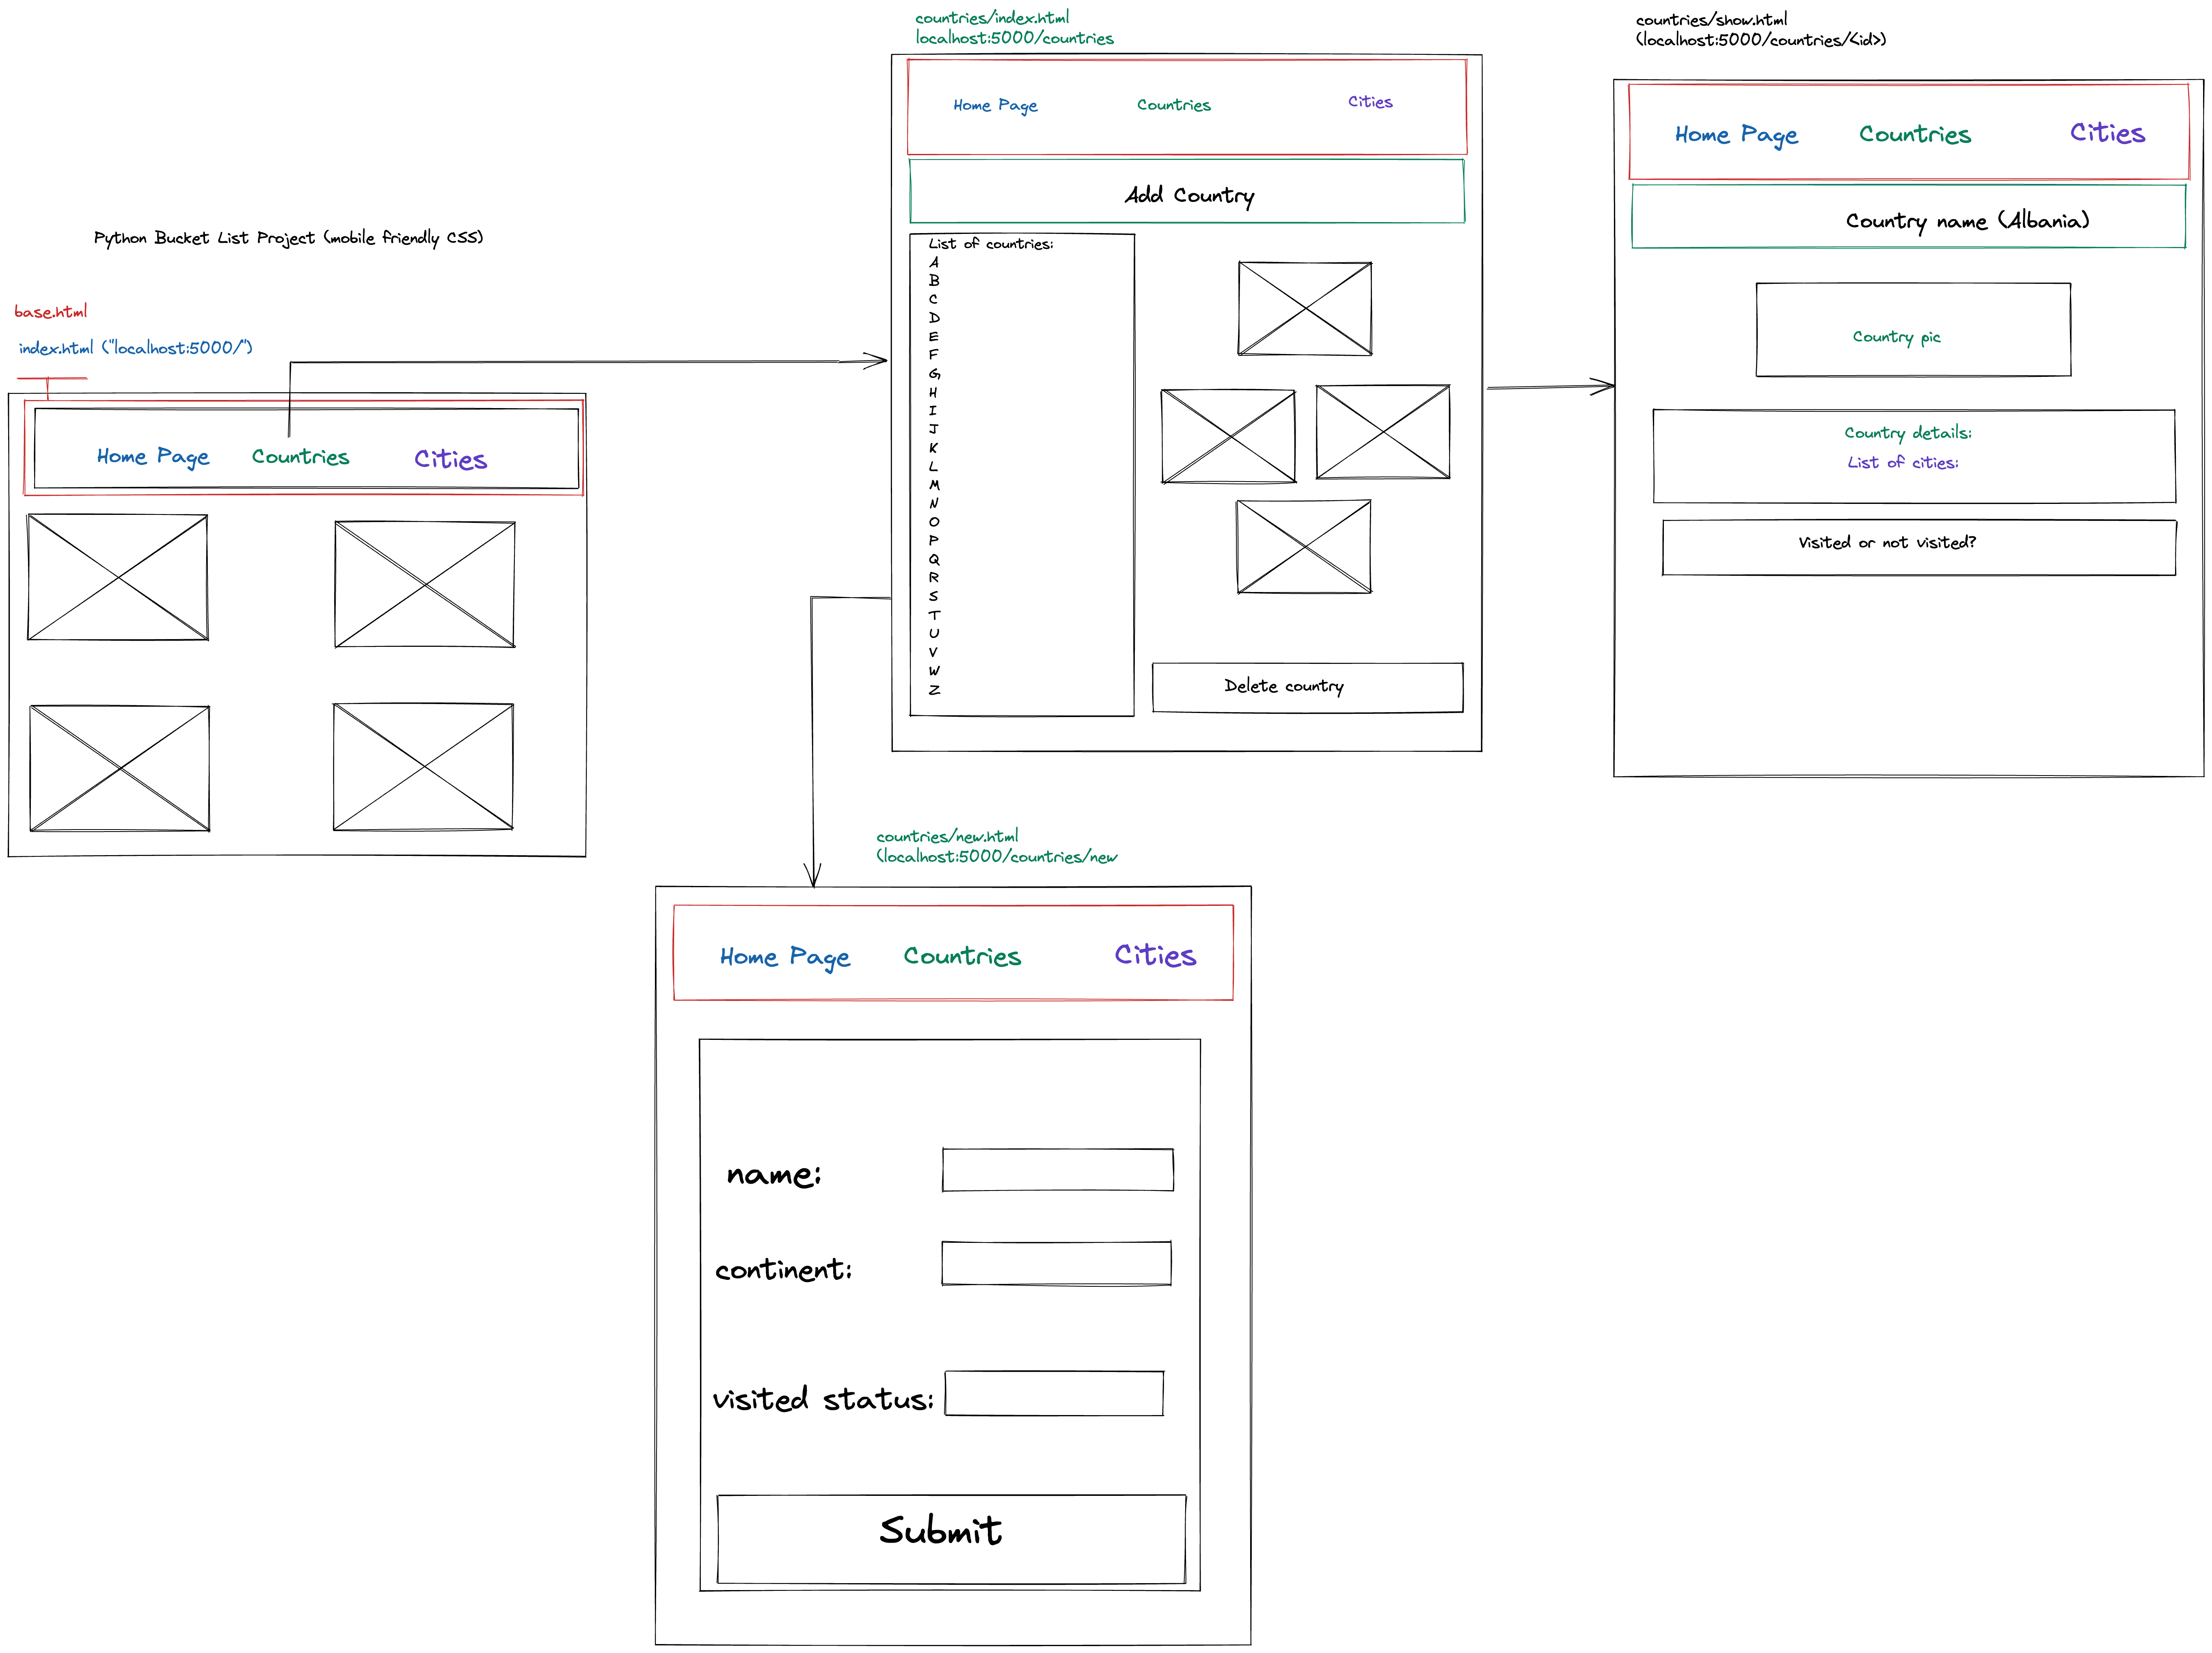 Python Bucket List Project (mobile friendly CSS)
base.html
index.html ("localhost:5000/")
Home Page
Countries
Cities
countries/index.html
localhost:5000/countries
Home Page
Countries
Cities
Add Country
List of countries:
A
B
C
D
E
F
G
H
I
J
K
L
M
N
O
P
Q
R
S
T
U
V
W
Z
Delete country
countries/show.html
(localhost:5000/countries/<id>)
Home Page
Countries
Cities
Country name (Albania)
Country pic
Country details:
List of cities:
Visited or not visited?
countries/new.html
(localhost:5000/countries/new
Home Page
Countries
Cities
name:
continent:
visited status:
Submit